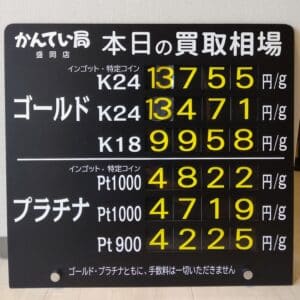 かんてい局
盛岡店
本日の買取相場
インゴット・特定コイン
K24 13755 円/g
ゴールド
K24 13471 円/g
K18 9958 円/g
インゴット・特定コイン
Pt1000 4822 円/g
プラチナ
Pt1000 4719 円/g
Pt900 4225 円/g
ゴールド・プラチナともに、手数料は一切いただきません